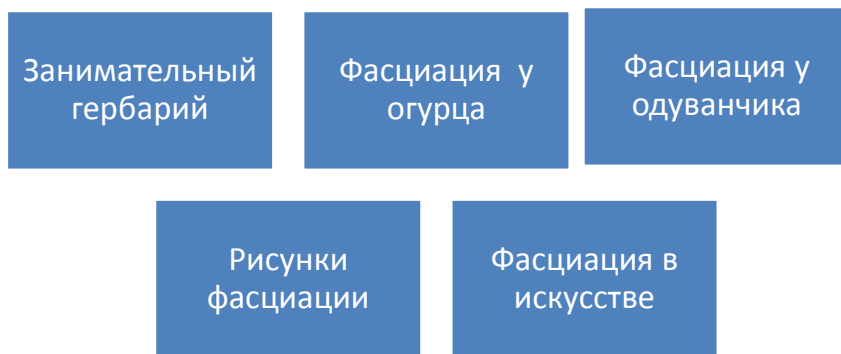 Занимательный
гербарий
Фасциация у
огурца
Фасциация у
одуванчика
Рисунки
фасциации
Фасциация в
искусстве